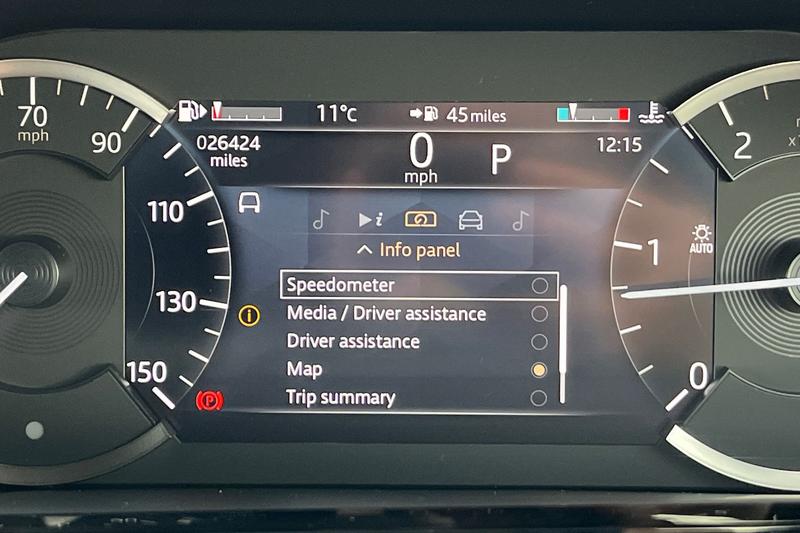 70
mph
90
110
130
150
11°c
45 miles
026424
miles
0
mph
P
12:15
i
Info panel
Speedometer
Media / Driver assistance
Driver assistance
Map
Trip summary
i
P
2
x
1
AUTO
0